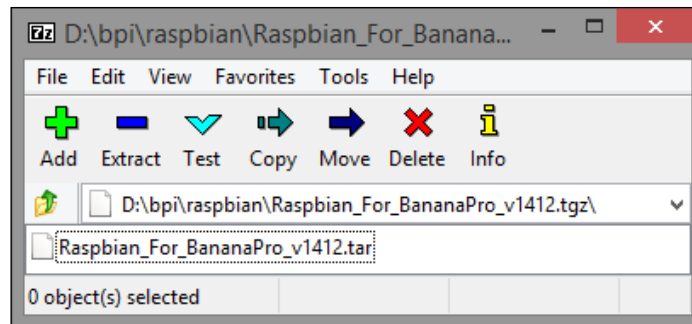 7z D:\bpi\raspbian\Raspbian_For_Banana...
File Edit View Favorites Tools Help
Add Extract Test Copy Move Delete Info
D:\bpi\raspbian\Raspbian_For_BananaPro_v1412.tgz\
Raspbian_For_BananaPro_v1412.tar
0 object(s) selected